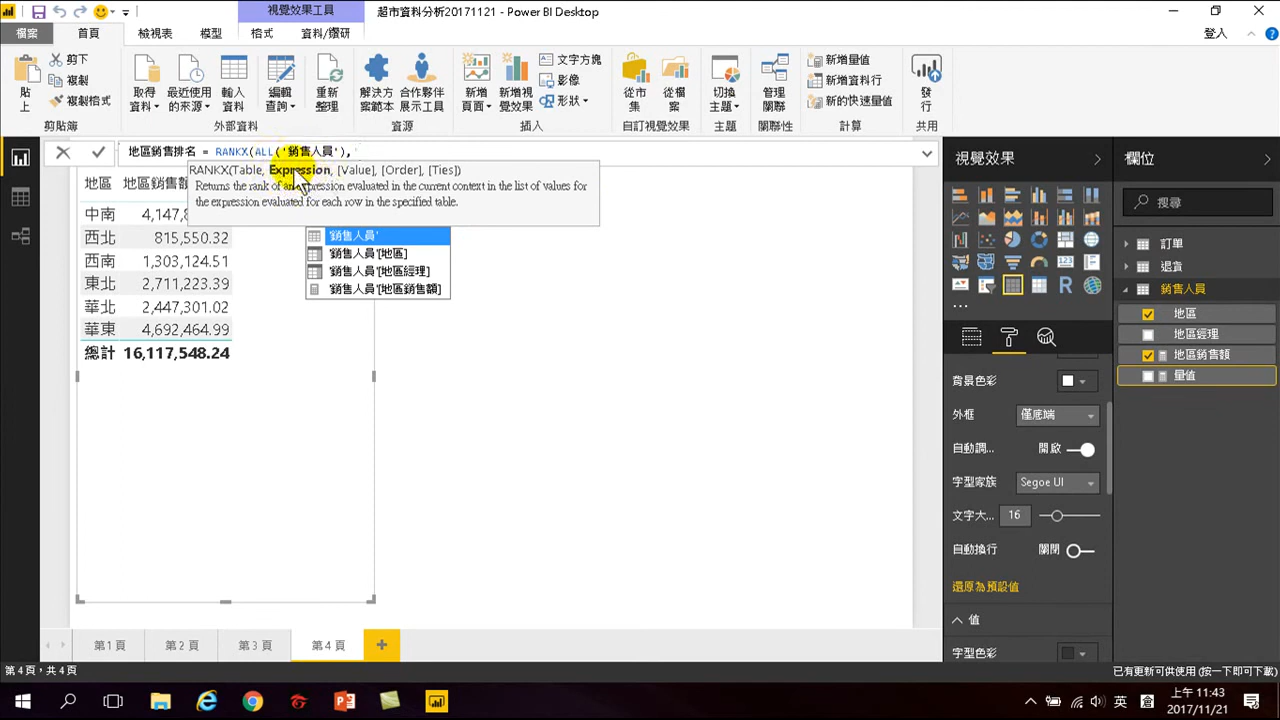 視覺效果工具
超市資料分析20171121 - Power BI Desktop
檔案
首頁
檢視表
模型
格式
資料/鑽研
登入
貼上
剪下
複製
複製格式
剪貼簿
取得資料
最近使用的來源
輸入資料
編輯查詢
外部資料
重新整理
解決方案範本
合作夥伴展示工具
資源
新增頁面
新增視覺效果
文字方塊
影像
形狀
插入
從市集
從檔案
自訂視覺效果
切換主題
主題
管理關聯
關聯性
新增量值
新增資料行
新的快速量值
計算
發行
共用
地區銷售排名 = RANKX(ALL('銷售人員'),
RANKX(Table, Expression, [Value], [Order], [Ties])
Returns the rank of an expression evaluated in the current context in the list of values for
the expression evaluated for each row in the specified table.
'銷售人員'
'銷售人員'[地區]
'銷售人員'[地區經理]
'銷售人員'[地區銷售額]
地區 地區銷售額
中南 4,147,8
西北 815,550.32
西南 1,303,124.51
東北 2,711,223.39
華北 2,447,301.02
華東 4,692,464.99
總計 16,117,548.24
視覺效果
R
背景色彩
外框 僅底端
自動調... 開啟
字型家族 Segoe UI
文字大... 16
自動換行 關閉
還原為預設值
值
字型色彩
欄位
搜尋
訂單
退貨
銷售人員
地區
地區經理
地區銷售額
量值
第 1 頁
第 2 頁
第 3 頁
第 4 頁
第 4 頁，共 4 頁
已有更新可供使用 (按一下即可下載)
英
倉
上午 11:43
2017/11/21